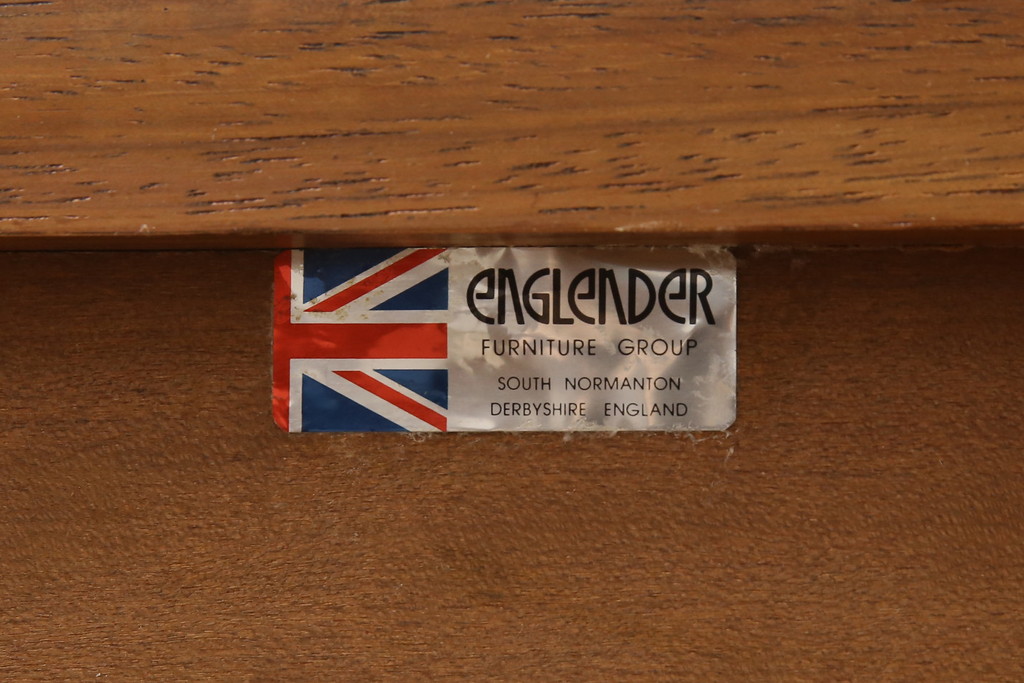 ENGLENDER
FURNITURE GROUP
SOUTH NORMANTON
DERBYSHIRE ENGLAND